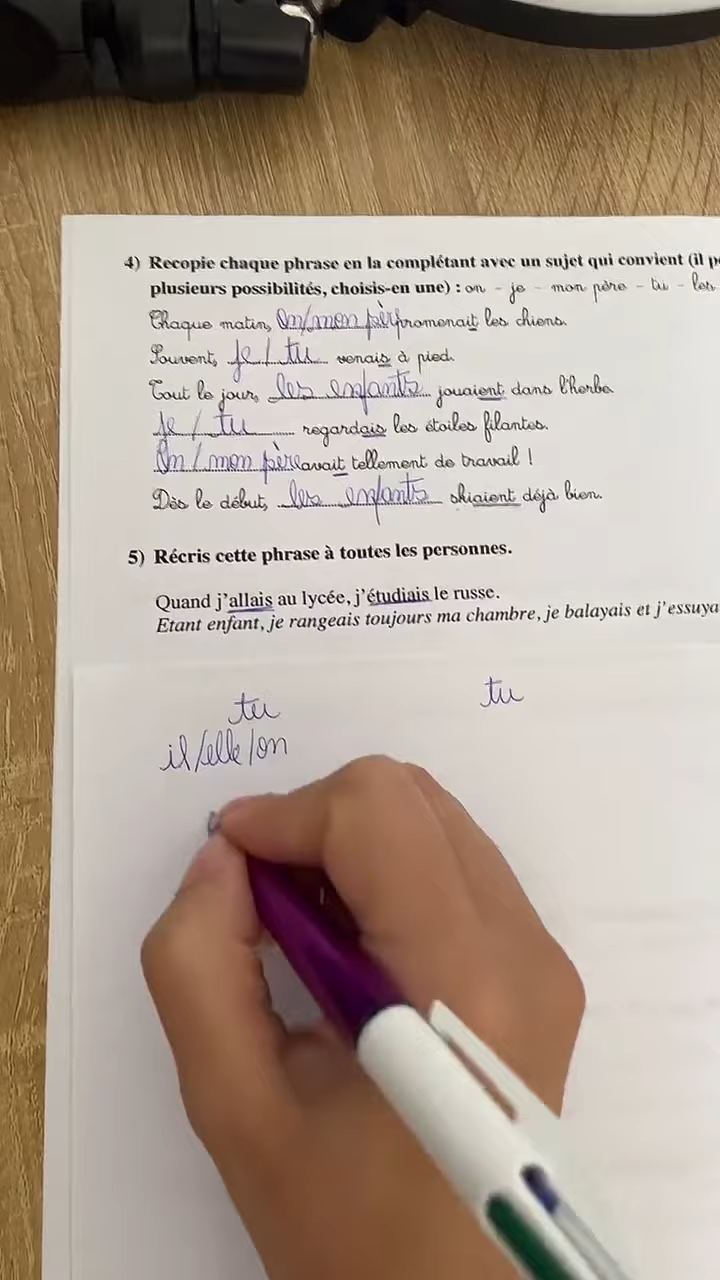 4) Recopie chaque phrase en la complétant avec un sujet qui convient (il
plusieurs possibilités, choisis-en une) : on - je - mon père - tu - les
Chaque matin, On/mon père promenait les chiens.
Souvent, je / tu venais à pied.
Tout le jour, les enfants jouaient dans l'herbe
je / tu regardais les étoiles filantes.
On / mon père avait tellement de travail !
Dès le début, les enfants skiaient déjà bien.
5) Récris cette phrase à toutes les personnes.
Quand j'allais au lycée, j'étudiais le russe.
Etant enfant, je rangeais toujours ma chambre, je balayais et j'essuya
tu tu
il/elle/on